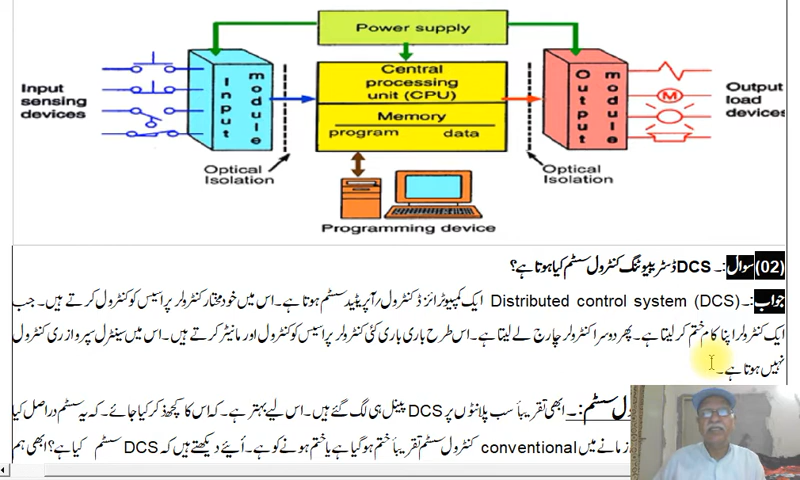 Power supply
Input sensing devices
Input module
Central processing unit (CPU)
Memory
program data
Output module
Output load devices
Optical Isolation
Optical Isolation
Programming device
(02) سوال:۔ DCS ڈسٹریبیوٹنگ کنٹرول سسٹم کیا ہوتا ہے؟
جواب:۔ Distributed control system (DCS) ایک کمپیوٹرائزڈ کنٹرول رآپریٹیڈ سسٹم ہوتا ہے۔ اس میں خود مختار کنٹرولر پراسیس کو کنٹرول کرتے ہیں۔ جب
ایک کنٹرولر اپنا کام ختم کر لیتا ہے۔ پھر دوسرا کنٹرولر چارج لے لیتا ہے۔ اس طرح باری باری کئی کنٹرولر پراسیس کو کنٹرول اور مانیٹر کرتے ہیں۔ اس میں سینٹرل سپروازری کنٹرول
نہیں ہوتا ہے۔
ول سسٹم:۔ ابھی تقریباً سب پلانٹوں پر DCS پینل ہی لگ گئے ہیں۔ اس لیے بہتر ہے۔ کہ اس کا کچھ ذکر کیا جائے۔ کہ یہ سسٹم دراصل کیا
زمانے میں conventional کنٹرول سسٹم تقریباً ختم ہو گیا ہے یا ختم ہونے کو ہے۔ آیئے دیکھتے ہیں کہ DCS سسٹم کیا ہے؟ ابھی ہم